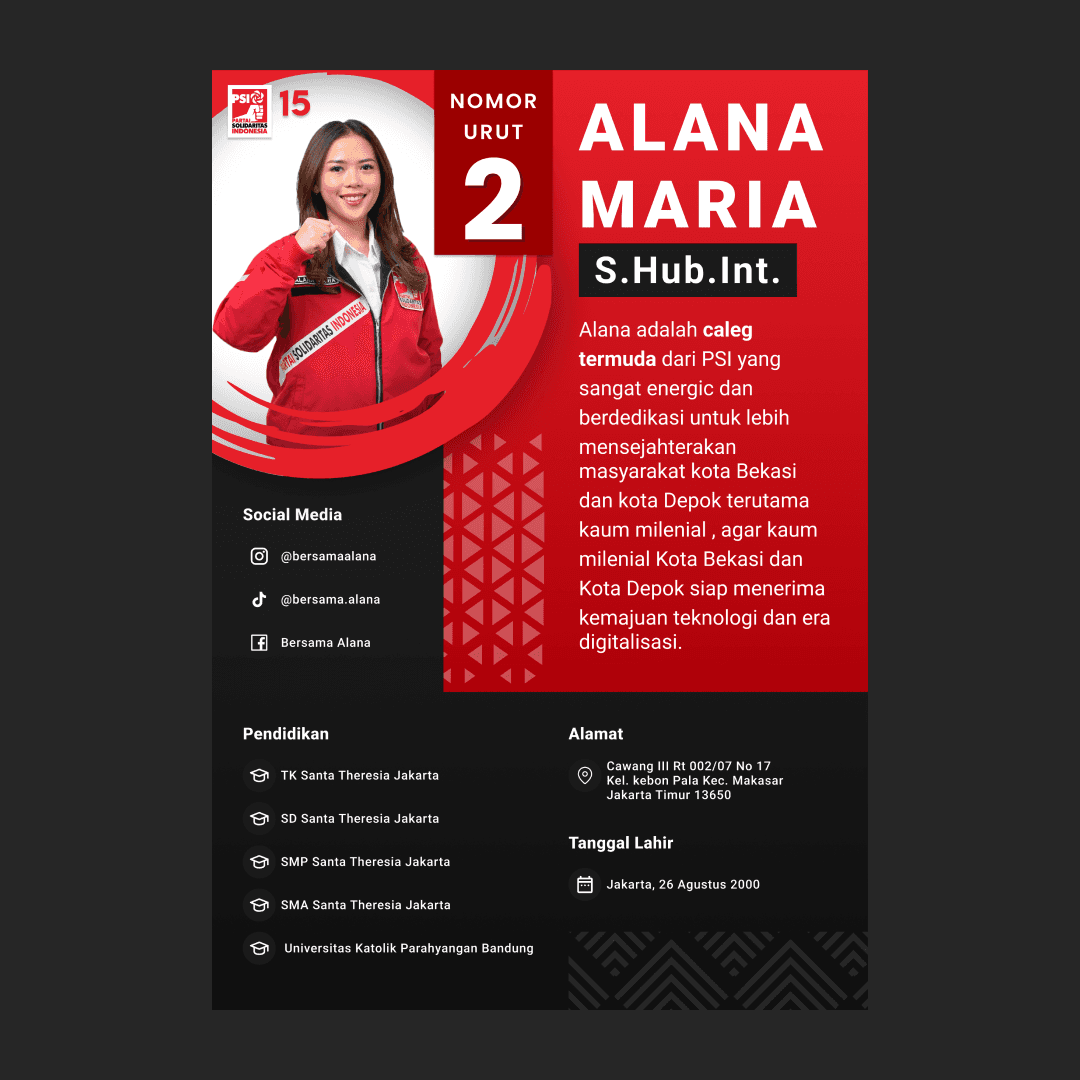 PSI
PARTAI
SOLIDARITAS
INDONESIA
15
NOMOR
URUT
2
ALANA
MARIA
S.Hub.Int.
PARTAI SOLIDARITAS INDONESIA
Alana adalah caleg
termuda dari PSI yang
sangat energic dan
berdedikasi untuk lebih
mensejahterakan
masyarakat kota Bekasi
dan kota Depok terutama
kaum milenial , agar kaum
milenial Kota Bekasi dan
Kota Depok siap menerima
kemajuan teknologi dan era
digitalisasi.
Social Media
@bersamaalana
@bersama.alana
Bersama Alana
Pendidikan
TK Santa Theresia Jakarta
SD Santa Theresia Jakarta
SMP Santa Theresia Jakarta
SMA Santa Theresia Jakarta
Universitas Katolik Parahyangan Bandung
Alamat
Cawang III Rt 002/07 No 17
Kel. kebon Pala Kec. Makasar
Jakarta Timur 13650
Tanggal Lahir
Jakarta, 26 Agustus 2000